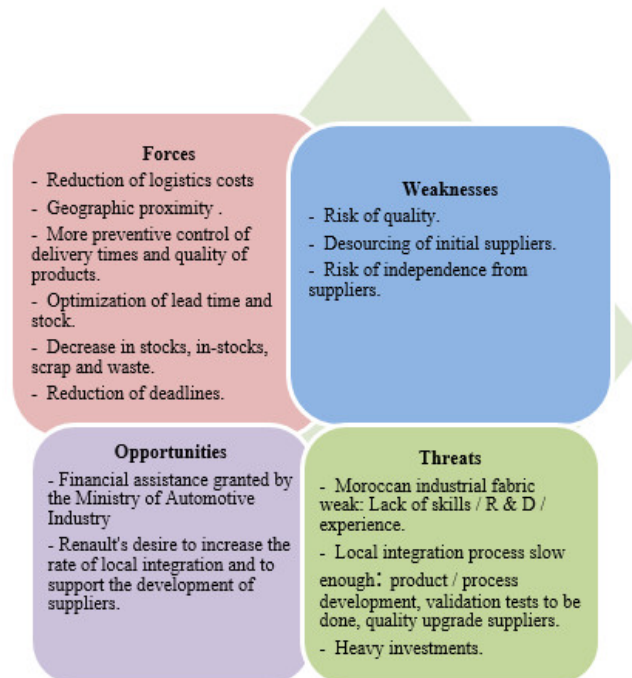 Forces
- Reduction of logistics costs
- Geographic proximity .
- More preventive control of
delivery times and quality of
products.
- Optimization of lead time and
stock.
- Decrease in stocks, in-stocks,
scrap and waste.
- Reduction of deadlines.
Weaknesses
- Risk of quality.
- Desourcing of initial suppliers.
- Risk of independence from
suppliers.
Opportunities
- Financial assistance granted by
the Ministry of Automotive
Industry
- Renault's desire to increase the
rate of local integration and to
support the development of
suppliers.
Threats
- Moroccan industrial fabric
weak: Lack of skills / R & D /
experience.
- Local integration process slow
enough: product / process
development, validation tests to be
done, quality upgrade suppliers.
- Heavy investments.